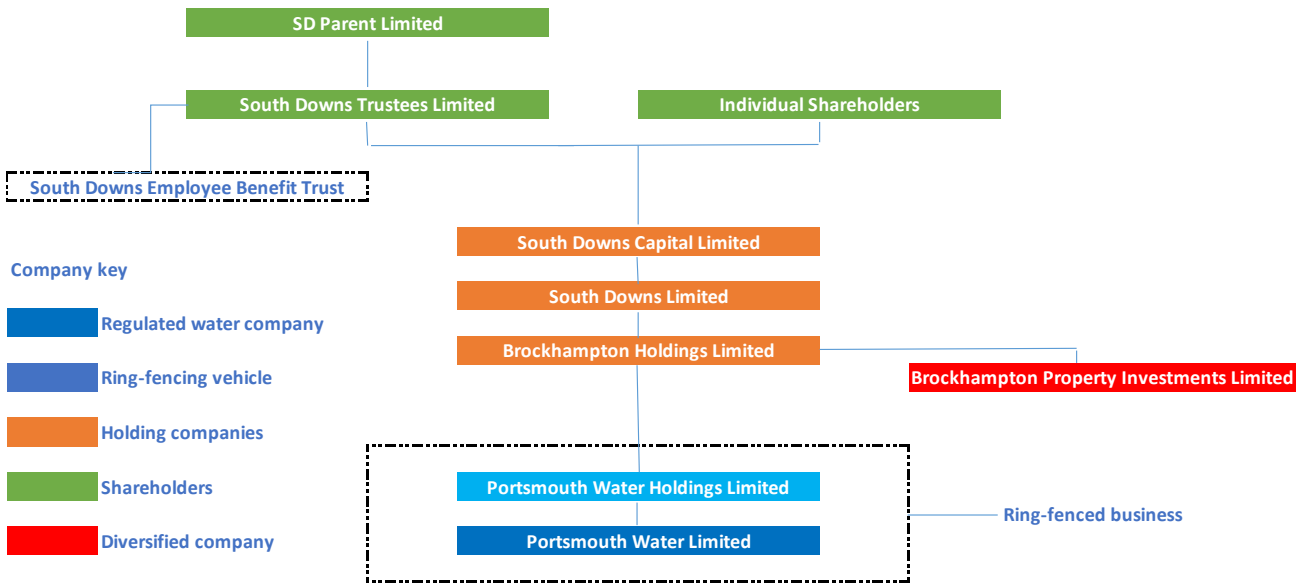 SD Parent Limited
South Downs Trustees Limited
Individual Shareholders
South Downs Employee Benefit Trust
South Downs Capital Limited
Company key
South Downs Limited
Regulated water company
Brockhampton Holdings Limited
Ring-fencing vehicle
Brockhampton Property Investments Limited
Holding companies
Shareholders
Portsmouth Water Holdings Limited
Ring-fenced business
Diversified company
Portsmouth Water Limited